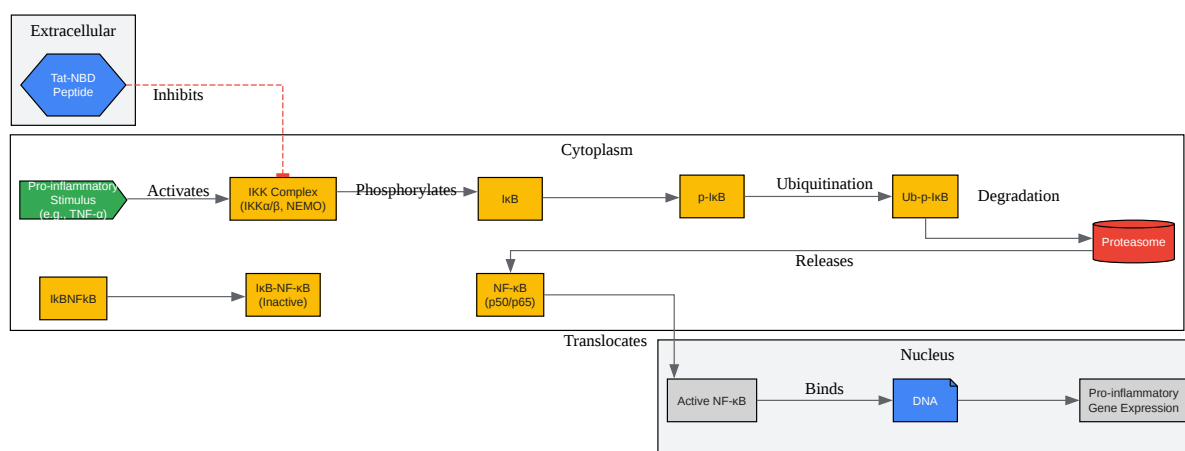 Extracellular
Tat-NBD
Peptide
Inhibits
Cytoplasm
Pro-inflammatory
Stimulus
(e.g., TNF-α)
Activates
IKK Complex
(IKKα/β, NEMO)
Phosphorylates
IκB
p-IκB
Ubiquitination
Ub-p-IκB
Degradation
Proteasome
Releases
IkBNFkB
IκB-NF-κB
(Inactive)
NF-κB
(p50/p65)
Translocates
Nucleus
Active NF-κB
Binds
DNA
Pro-inflammatory
Gene Expression